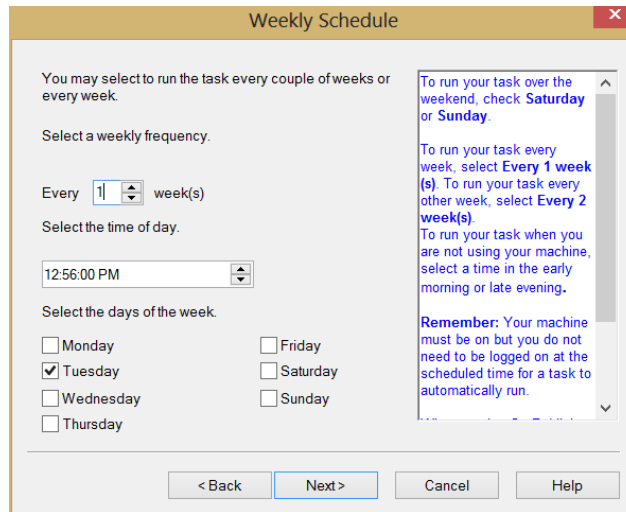 Weekly Schedule
You may select to run the task every couple of weeks or
every week.
Select a weekly frequency.
Every 1 week(s)
Select the time of day.
12:56:00 PM
Select the days of the week.
Monday
Friday
Tuesday
Saturday
Wednesday
Sunday
Thursday
To run your task over the
weekend, check Saturday
or Sunday.
To run your task every
week, select Every 1 week
(s). To run your task every
other week, select Every 2
week(s).
To run your task when you
are not using your machine,
select a time in the early
morning or late evening.
Remember: Your machine
must be on but you do not
need to be logged on at the
scheduled time for a task to
automatically run.
< Back
Next >
Cancel
Help